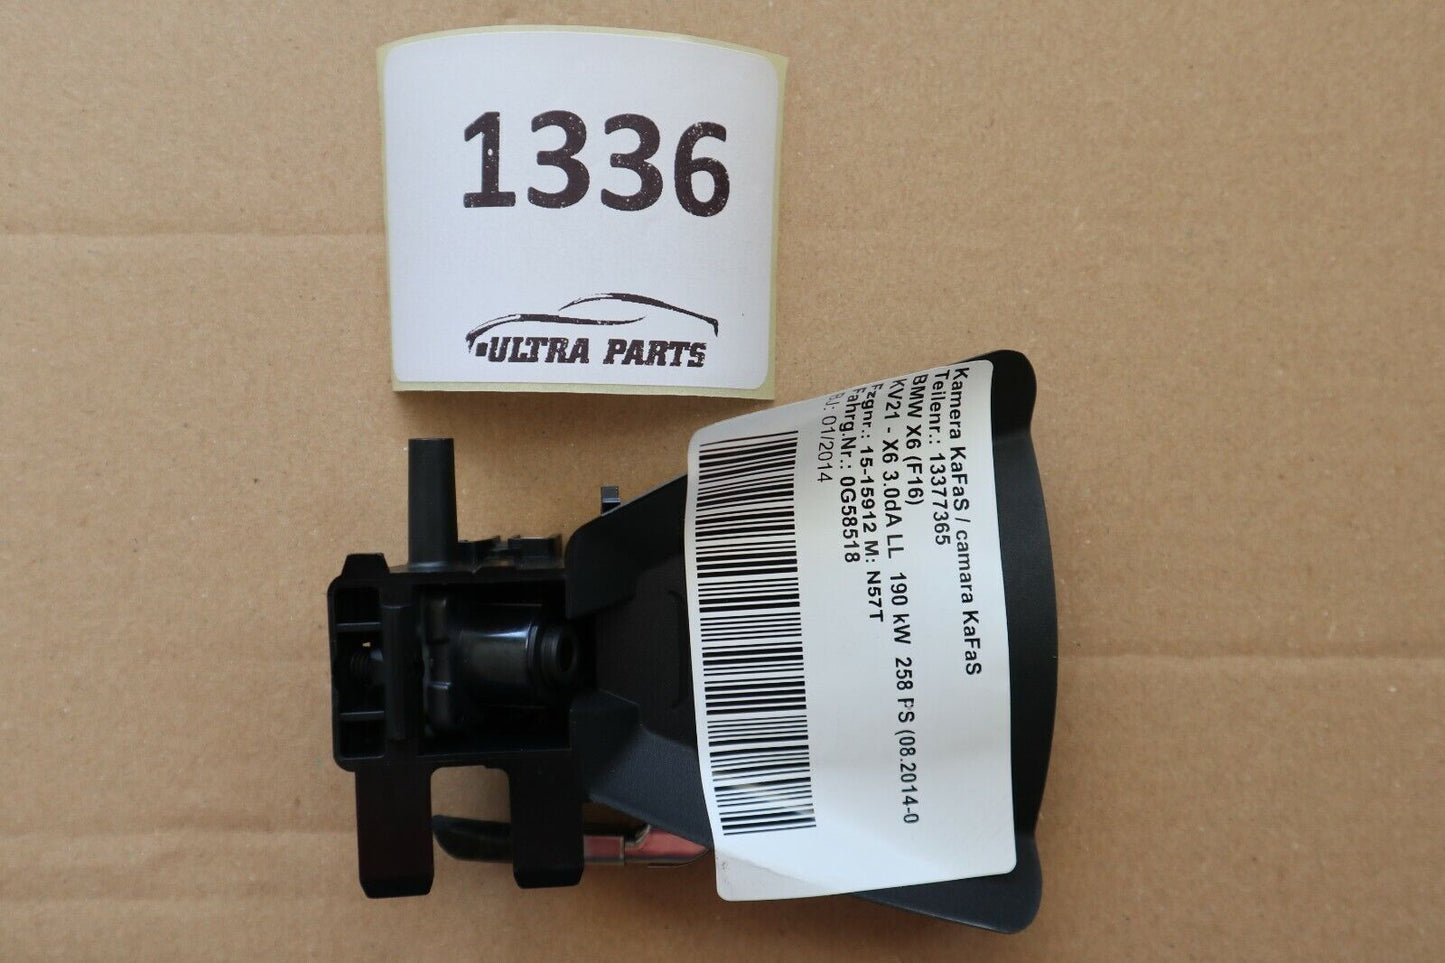 1336
ULTRA PARTS
Kamera KaFaS / camara KaFaS
Teilenr.: 13377365
BMW X6 (F16)
KV21 - X6 3.0dA LL 190 kW 258 PS (08.2014-0
Fzgnr.: 15-15912 M: N57T
Fahrg.Nr.: 0G58518
BJ: 01/2014